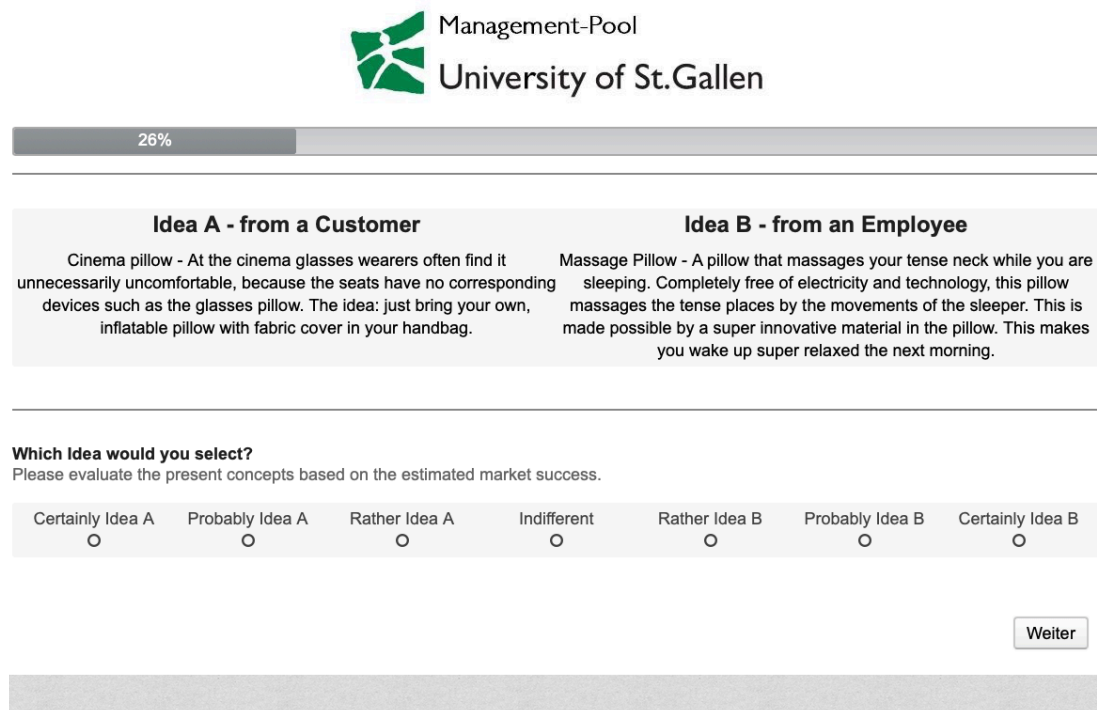 Management-Pool
University of St.Gallen
26%
Idea A - from a Customer
Cinema pillow - At the cinema glasses wearers often find it
unnecessarily uncomfortable, because the seats have no corresponding
devices such as the glasses pillow. The idea: just bring your own,
inflatable pillow with fabric cover in your handbag.
Idea B - from an Employee
Massage Pillow - A pillow that massages your tense neck while you are
sleeping. Completely free of electricity and technology, this pillow
massages the tense places by the movements of the sleeper. This is
made possible by a super innovative material in the pillow. This makes
you wake up super relaxed the next morning.
Which Idea would you select?
Please evaluate the present concepts based on the estimated market success.
Certainly Idea A Probably Idea A Rather Idea A Indifferent Rather Idea B Probably Idea B Certainly Idea B
Weiter